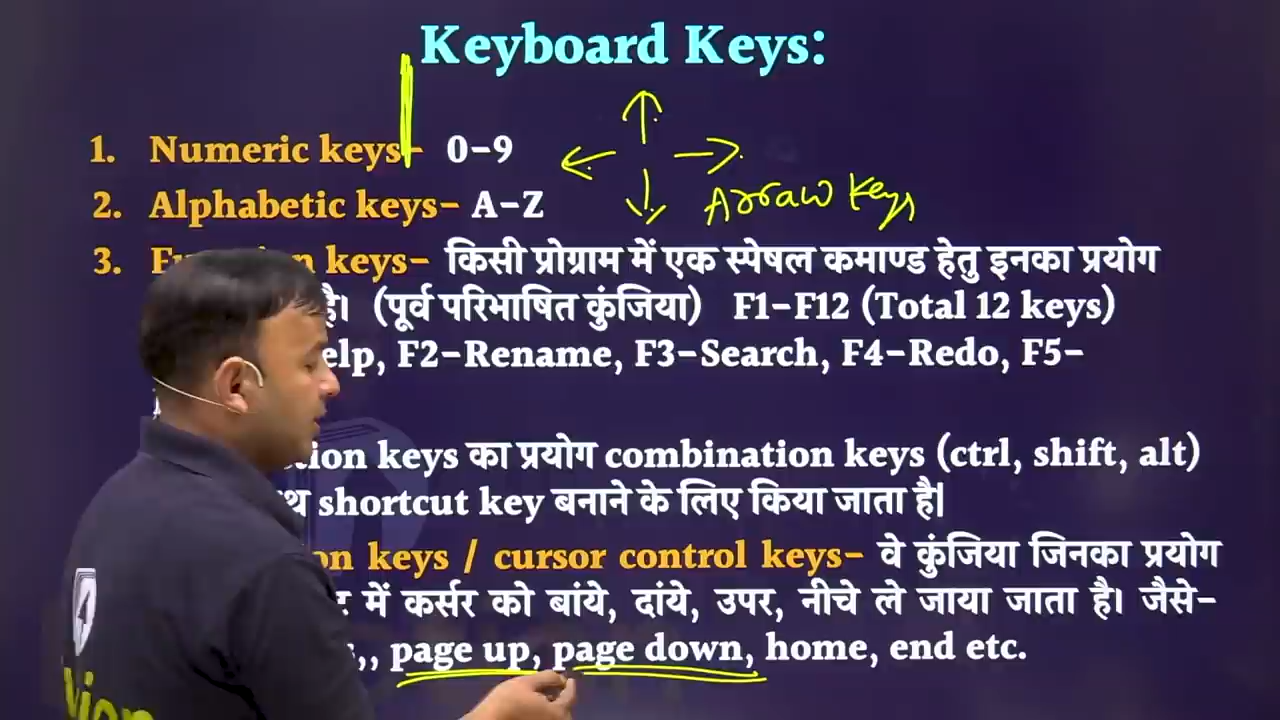 Keyboard Keys:
1. Numeric keys- 0-9
2. Alphabetic keys- A-Z
Arraw Keys
3. keys- किसी प्रोग्राम में एक स्पेषल कमाण्ड हेतु इनका प्रयोग
है। (पूर्व परिभाषित कुंजिया) F1-F12 (Total 12 keys)
elp, F2-Rename, F3-Search, F4-Redo, F5-
tion keys का प्रयोग combination keys (ctrl, shift, alt)
shortcut key बनाने के लिए किया जाता है|
on keys / cursor control keys- वे कुंजिया जिनका प्रयोग
में कर्सर को बांये, दांये, उपर, नीचे ले जाया जाता है। जैसे-
,, page up, page down, home, end etc.